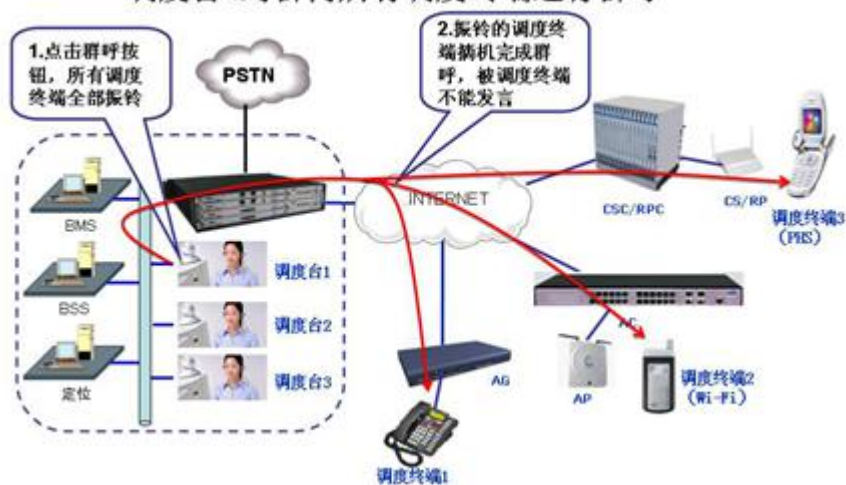 1.点击群呼按
钮，所有调度
终端全部振铃
PSTN
2.振铃的调度终
端摘机完成群
呼，被调度终端
不能发言
BMS
BSS
定位
调度台1
调度台2
调度台3
INTERNET
CSC/RPC
CS/RP
调度终端3
（PHS）
AC
AP
调度终端2
（Wi-Fi）
AG
调度终端1